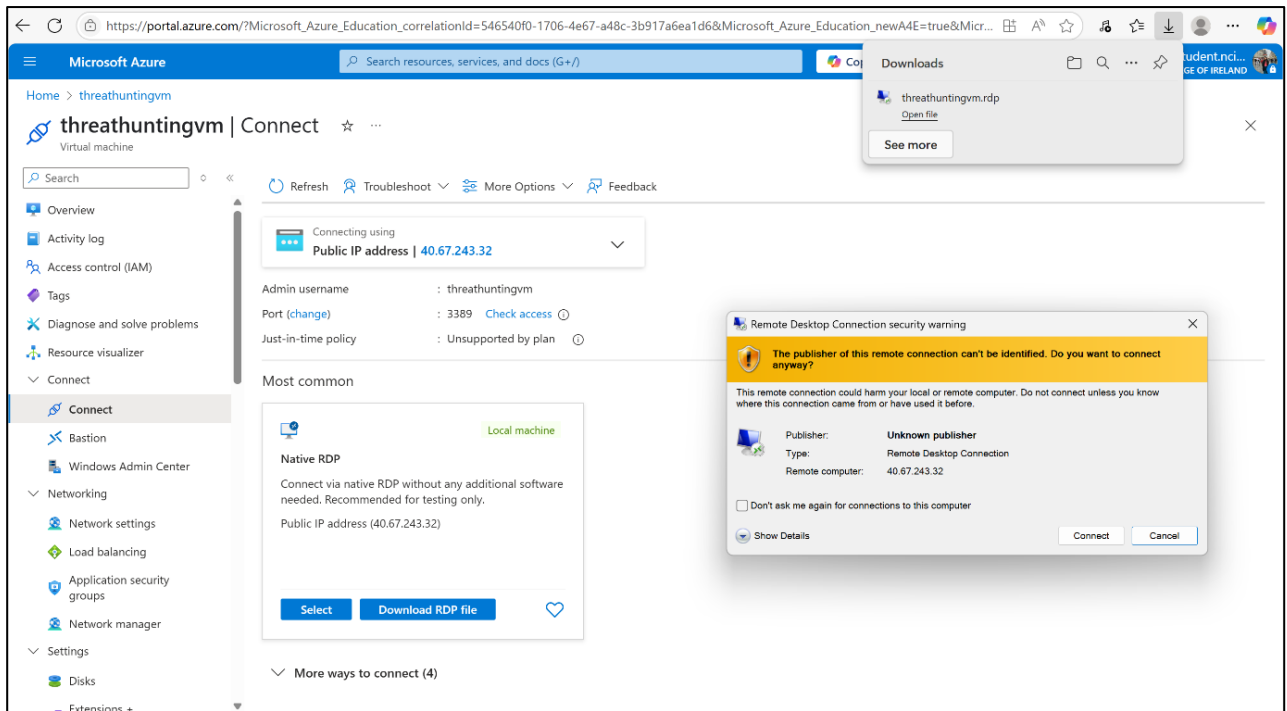 https://portal.azure.com/?Microsoft_Azure_Education_correlationId=546540f0-1706-4e67-a48c-3b917a6ea1d6&Microsoft_Azure_Education_newA4E=true&Micr...
Microsoft Azure
Search resources, services, and docs (G+/)
Cop
tudent.nci...
GE OF IRELAND
Downloads
threathuntingvm.rdp
Open file
See more
Home > threathuntingvm
threathuntingvm | Connect
Virtual machine
Search
Overview
Activity log
Access control (IAM)
Tags
Diagnose and solve problems
Resource visualizer
Connect
Connect
Bastion
Windows Admin Center
Networking
Network settings
Load balancing
Application security
groups
Network manager
Settings
Disks
Extensions +
Refresh
Troubleshoot
More Options
Feedback
Connecting using
Public IP address | 40.67.243.32
Admin username : threathuntingvm
Port (change) : 3389 Check access
Just-in-time policy : Unsupported by plan
Most common
Local machine
Native RDP
Connect via native RDP without any additional software
needed. Recommended for testing only.
Public IP address (40.67.243.32)
Select
Download RDP file
More ways to connect (4)
Remote Desktop Connection security warning
The publisher of this remote connection can't be identified. Do you want to connect
anyway?
This remote connection could harm your local or remote computer. Do not connect unless you know
where this connection came from or have used it before.
Publisher: Unknown publisher
Type: Remote Desktop Connection
Remote computer: 40.67.243.32
Don't ask me again for connections to this computer
Show Details
Connect
Cancel